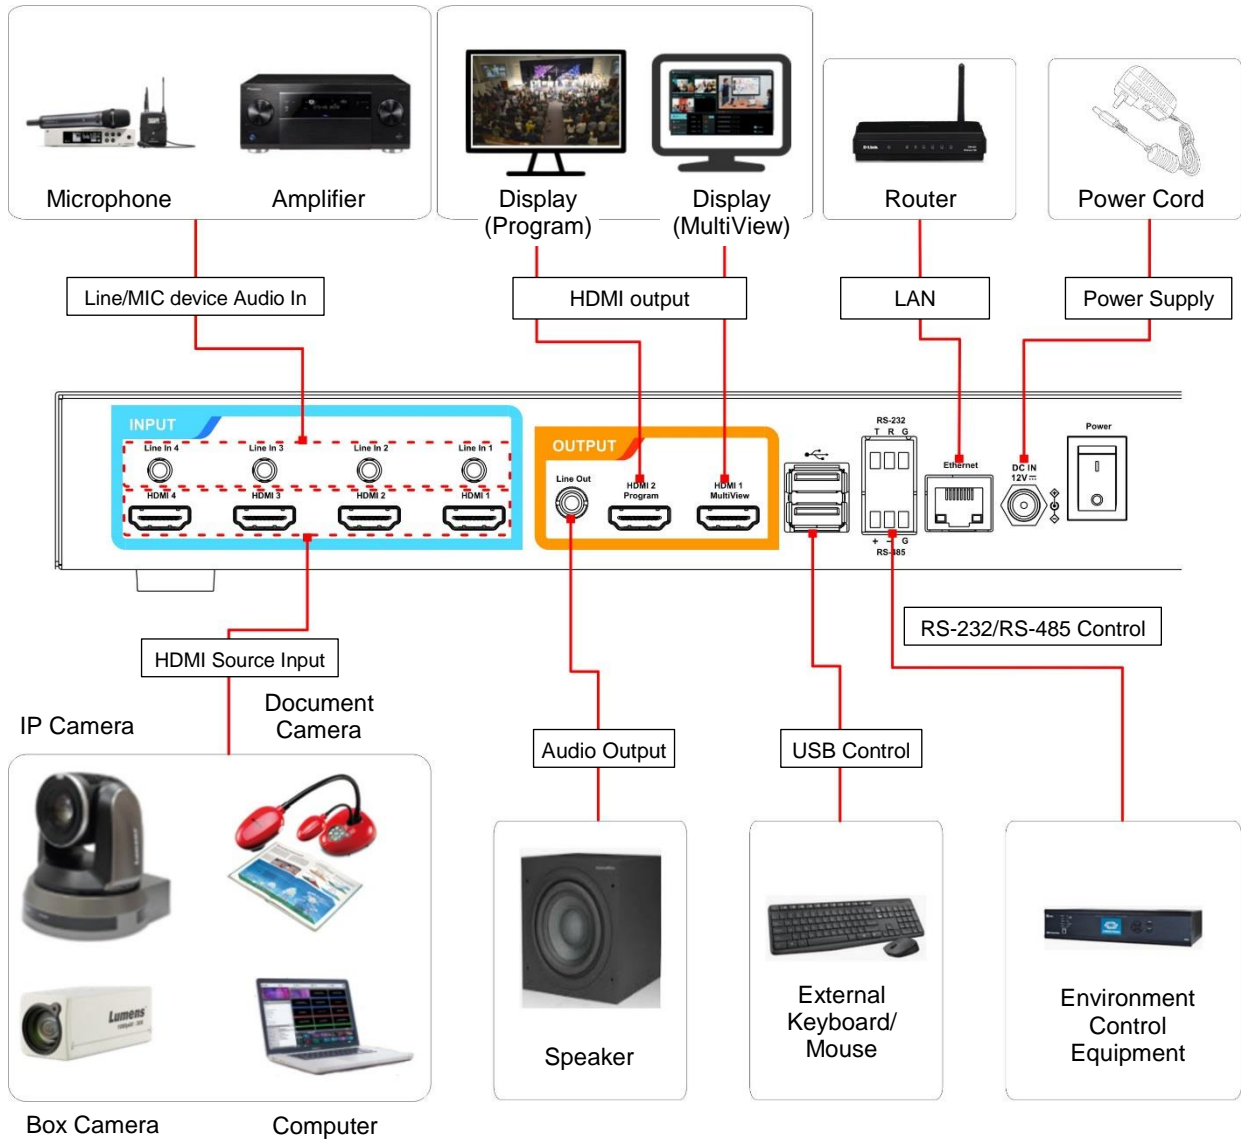 Microphone
Amplifier
Display
(Program)
Display
(MultiView)
Router
Power Cord
Line/MIC device Audio In
HDMI output
LAN
Power Supply
INPUT
Line In 4
Line In 3
Line In 2
Line In 1
HDMI 4
HDMI 3
HDMI 2
HDMI 1
OUTPUT
Line Out
HDMI 2
Program
HDMI 1
MultiView
RS-232
T R G
+ – G
RS-485
Ethernet
DC IN
12V
Power
HDMI Source Input
RS-232/RS-485 Control
IP Camera
Document
Camera
Audio Output
USB Control
Lumens
Lumens
Box Camera
Computer
Speaker
External
Keyboard/
Mouse
Environment
Control
Equipment
D-Link